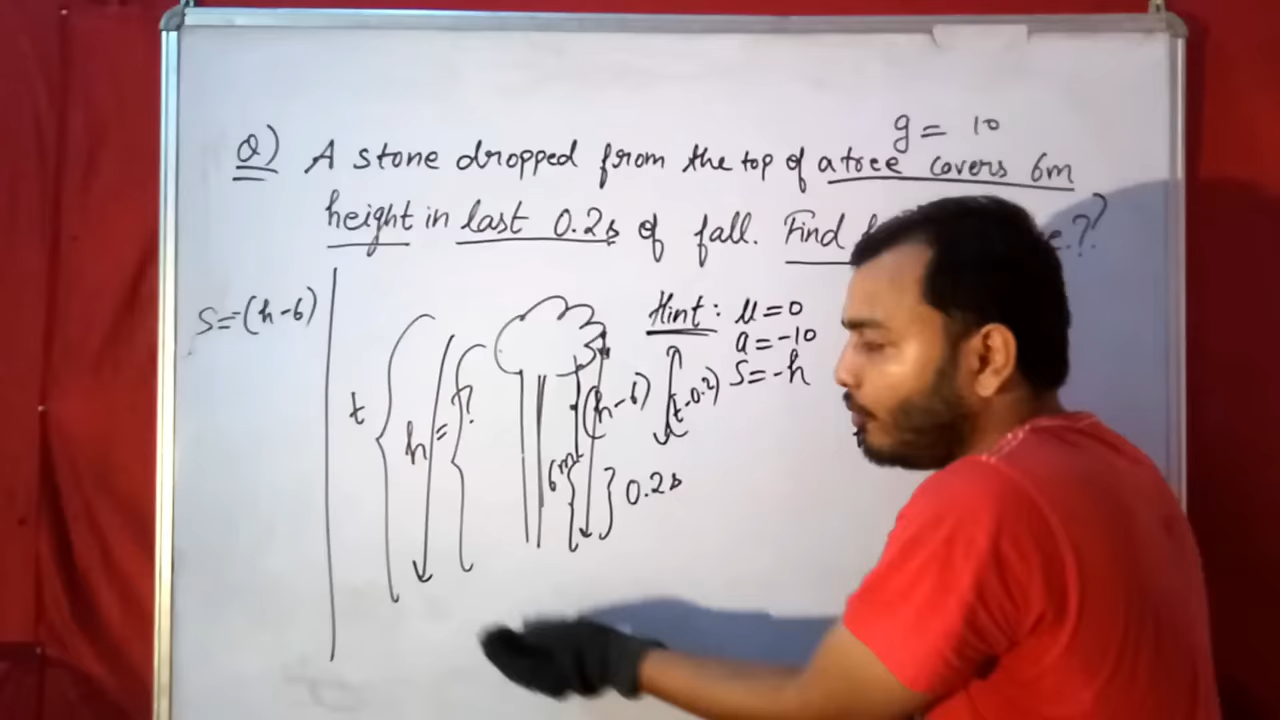 g = 10
Q) A stone dropped from the top of a tree covers 6m
height in last 0.2s of fall. Find
??
S=-(h-6)
Hint: u=0
a=-10
S=-h
t
h=?
(h-6)
(t-0.2)
6m
0.2s